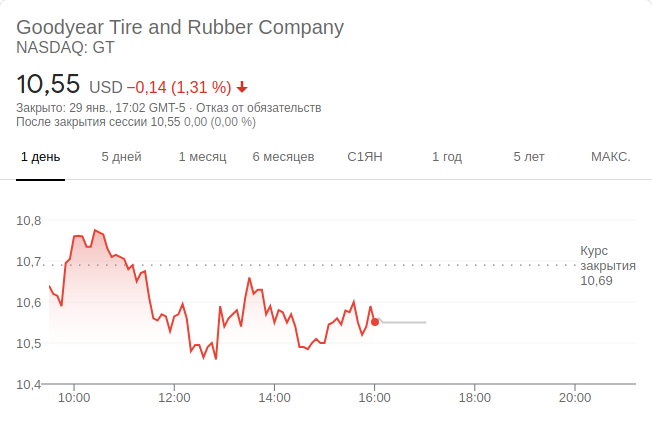 Goodyear Tire and Rubber Company
NASDAQ: GT
10,55 USD −0,14 (1,31 %)
Закрыто: 29 янв., 17:02 GMT-5 · Отказ от обязательств
После закрытия сессии 10,55 0,00 (0,00 %)
1 день 5 дней 1 месяц 6 месяцев С1ЯН 1 год 5 лет МАКС.
10,8
10,7
10,6
10,5
10,4
Курс
закрытия
10,69
10:00 12:00 14:00 16:00 18:00 20:00